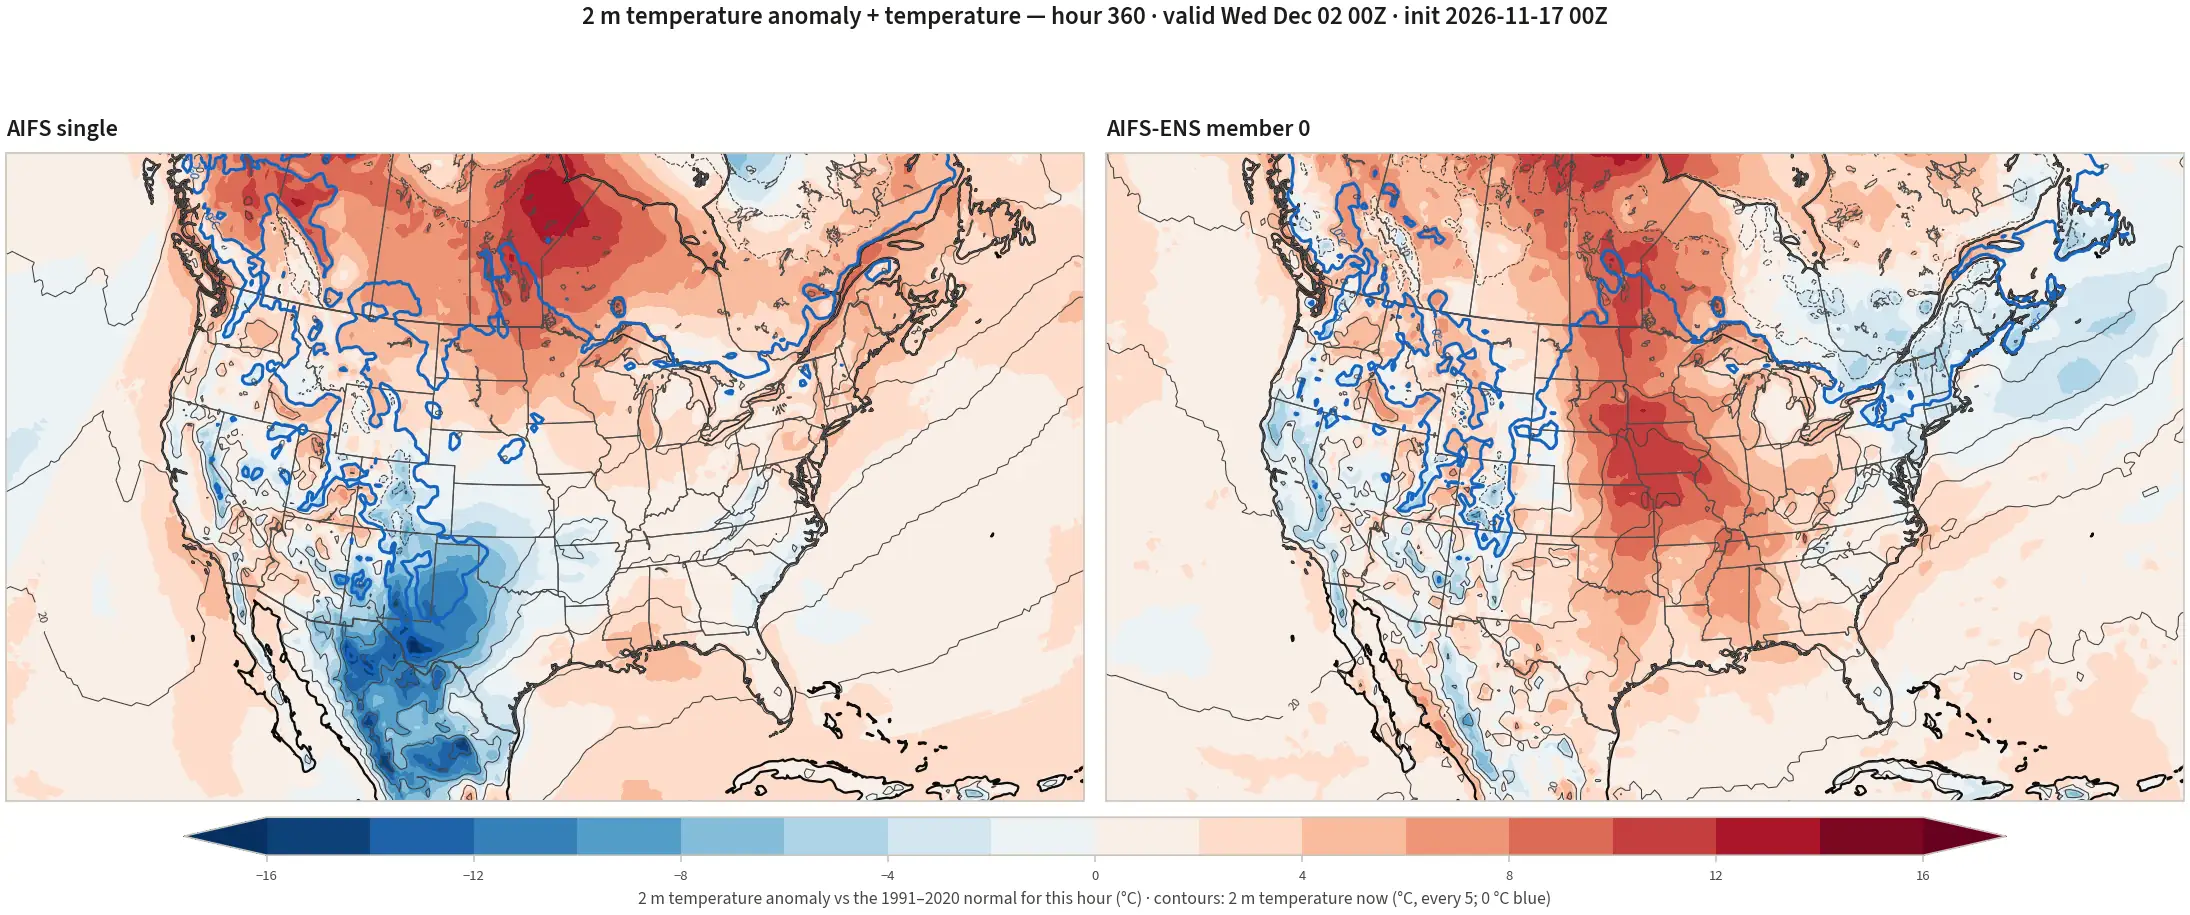 2 m temperature anomaly + temperature — hour 360 · valid Wed Dec 02 00Z · init 2026-11-17 00Z
AIFS single
AIFS-ENS member 0
20
20
−16
−12
−8
−4
0
4
8
12
16
2 m temperature anomaly vs the 1991–2020 normal for this hour (°C) · contours: 2 m temperature now (°C, every 5; 0 °C blue)